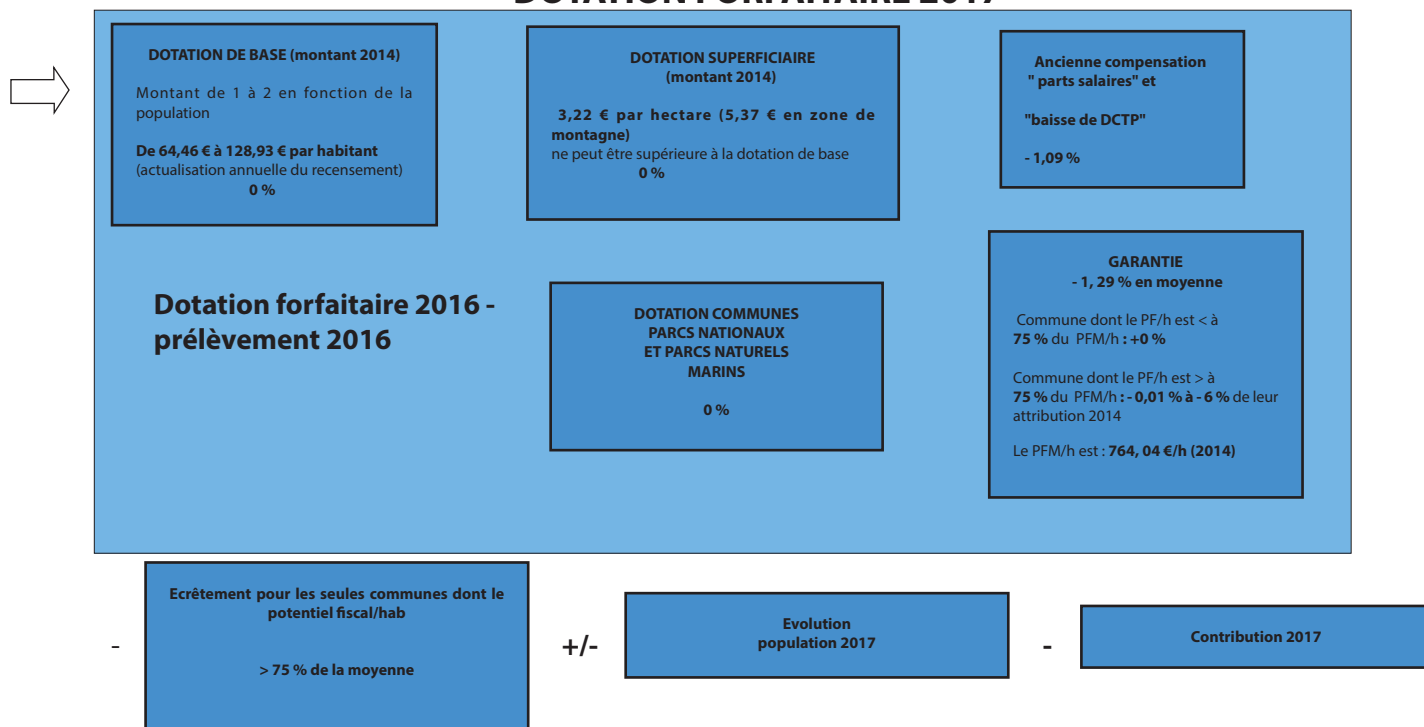 DOTATION FORFAITAIRE 2017
DOTATION DE BASE (montant 2014)
Montant de 1 à 2 en fonction de la
population
De 64,46 € à 128,93 € par habitant
(actualisation annuelle du recensement)
0 %
DOTATION SUPERFICIAIRE
(montant 2014)
3,22 € par hectare (5,37 € en zone de
montagne)
ne peut être supérieure à la dotation de base
0 %
Ancienne compensation
" parts salaires" et
"baisse de DCTP"
- 1,09 %
Dotation forfaitaire 2016 -
prélèvement 2016
DOTATION COMMUNES
PARCS NATIONAUX
ET PARCS NATURELS
MARINS
0 %
GARANTIE
- 1, 29 % en moyenne
Commune dont le PF/h est < à
75 % du PFM/h : +0 %
Commune dont le PF/h est > à
75 % du PFM/h : - 0,01 % à - 6 % de leur
attribution 2014
Le PFM/h est : 764, 04 €/h (2014)
-
Ecrêtement pour les seules communes dont le
potentiel fiscal/hab
> 75 % de la moyenne
+/-
Evolution
population 2017
-
Contribution 2017